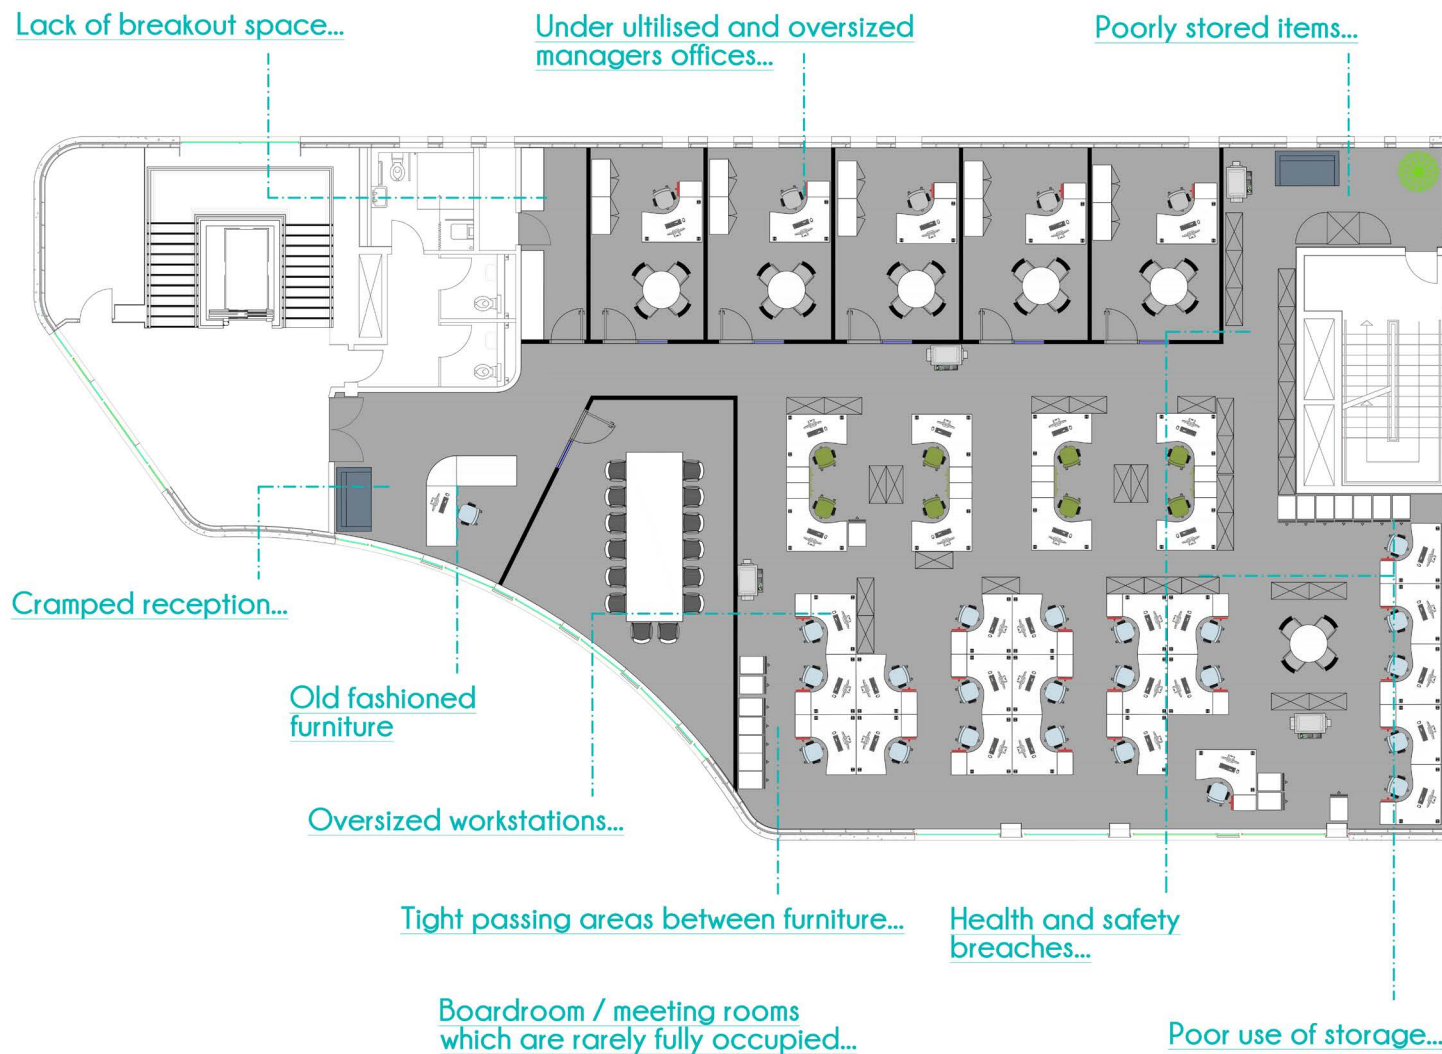 Lack of breakout space...
Under ultilised and oversized
managers offices...
Poorly stored items...
Cramped reception...
Old fashioned
furniture
Oversized workstations...
Tight passing areas between furniture...
Health and safety
breaches...
Boardroom / meeting rooms
which are rarely fully occupied...
Poor use of storage...